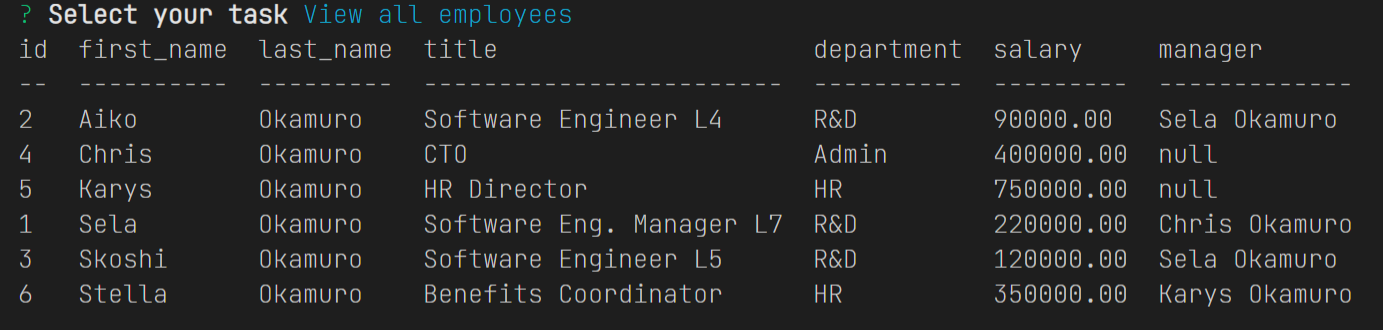 ? Select your task View all employees
id  first_name  last_name  title                     department  salary     manager
--  ----------  ---------  ------------------------  ----------  ---------  -------------
2   Aiko        Okamuro    Software Engineer L4      R&D         90000.00   Sela Okamuro
4   Chris       Okamuro    CTO                       Admin       400000.00  null
5   Karys       Okamuro    HR Director               HR          750000.00  null
1   Sela        Okamuro    Software Eng. Manager L7  R&D         220000.00  Chris Okamuro
3   Skoshi      Okamuro    Software Engineer L5      R&D         120000.00  Sela Okamuro
6   Stella      Okamuro    Benefits Coordinator      HR          350000.00  Karys Okamuro